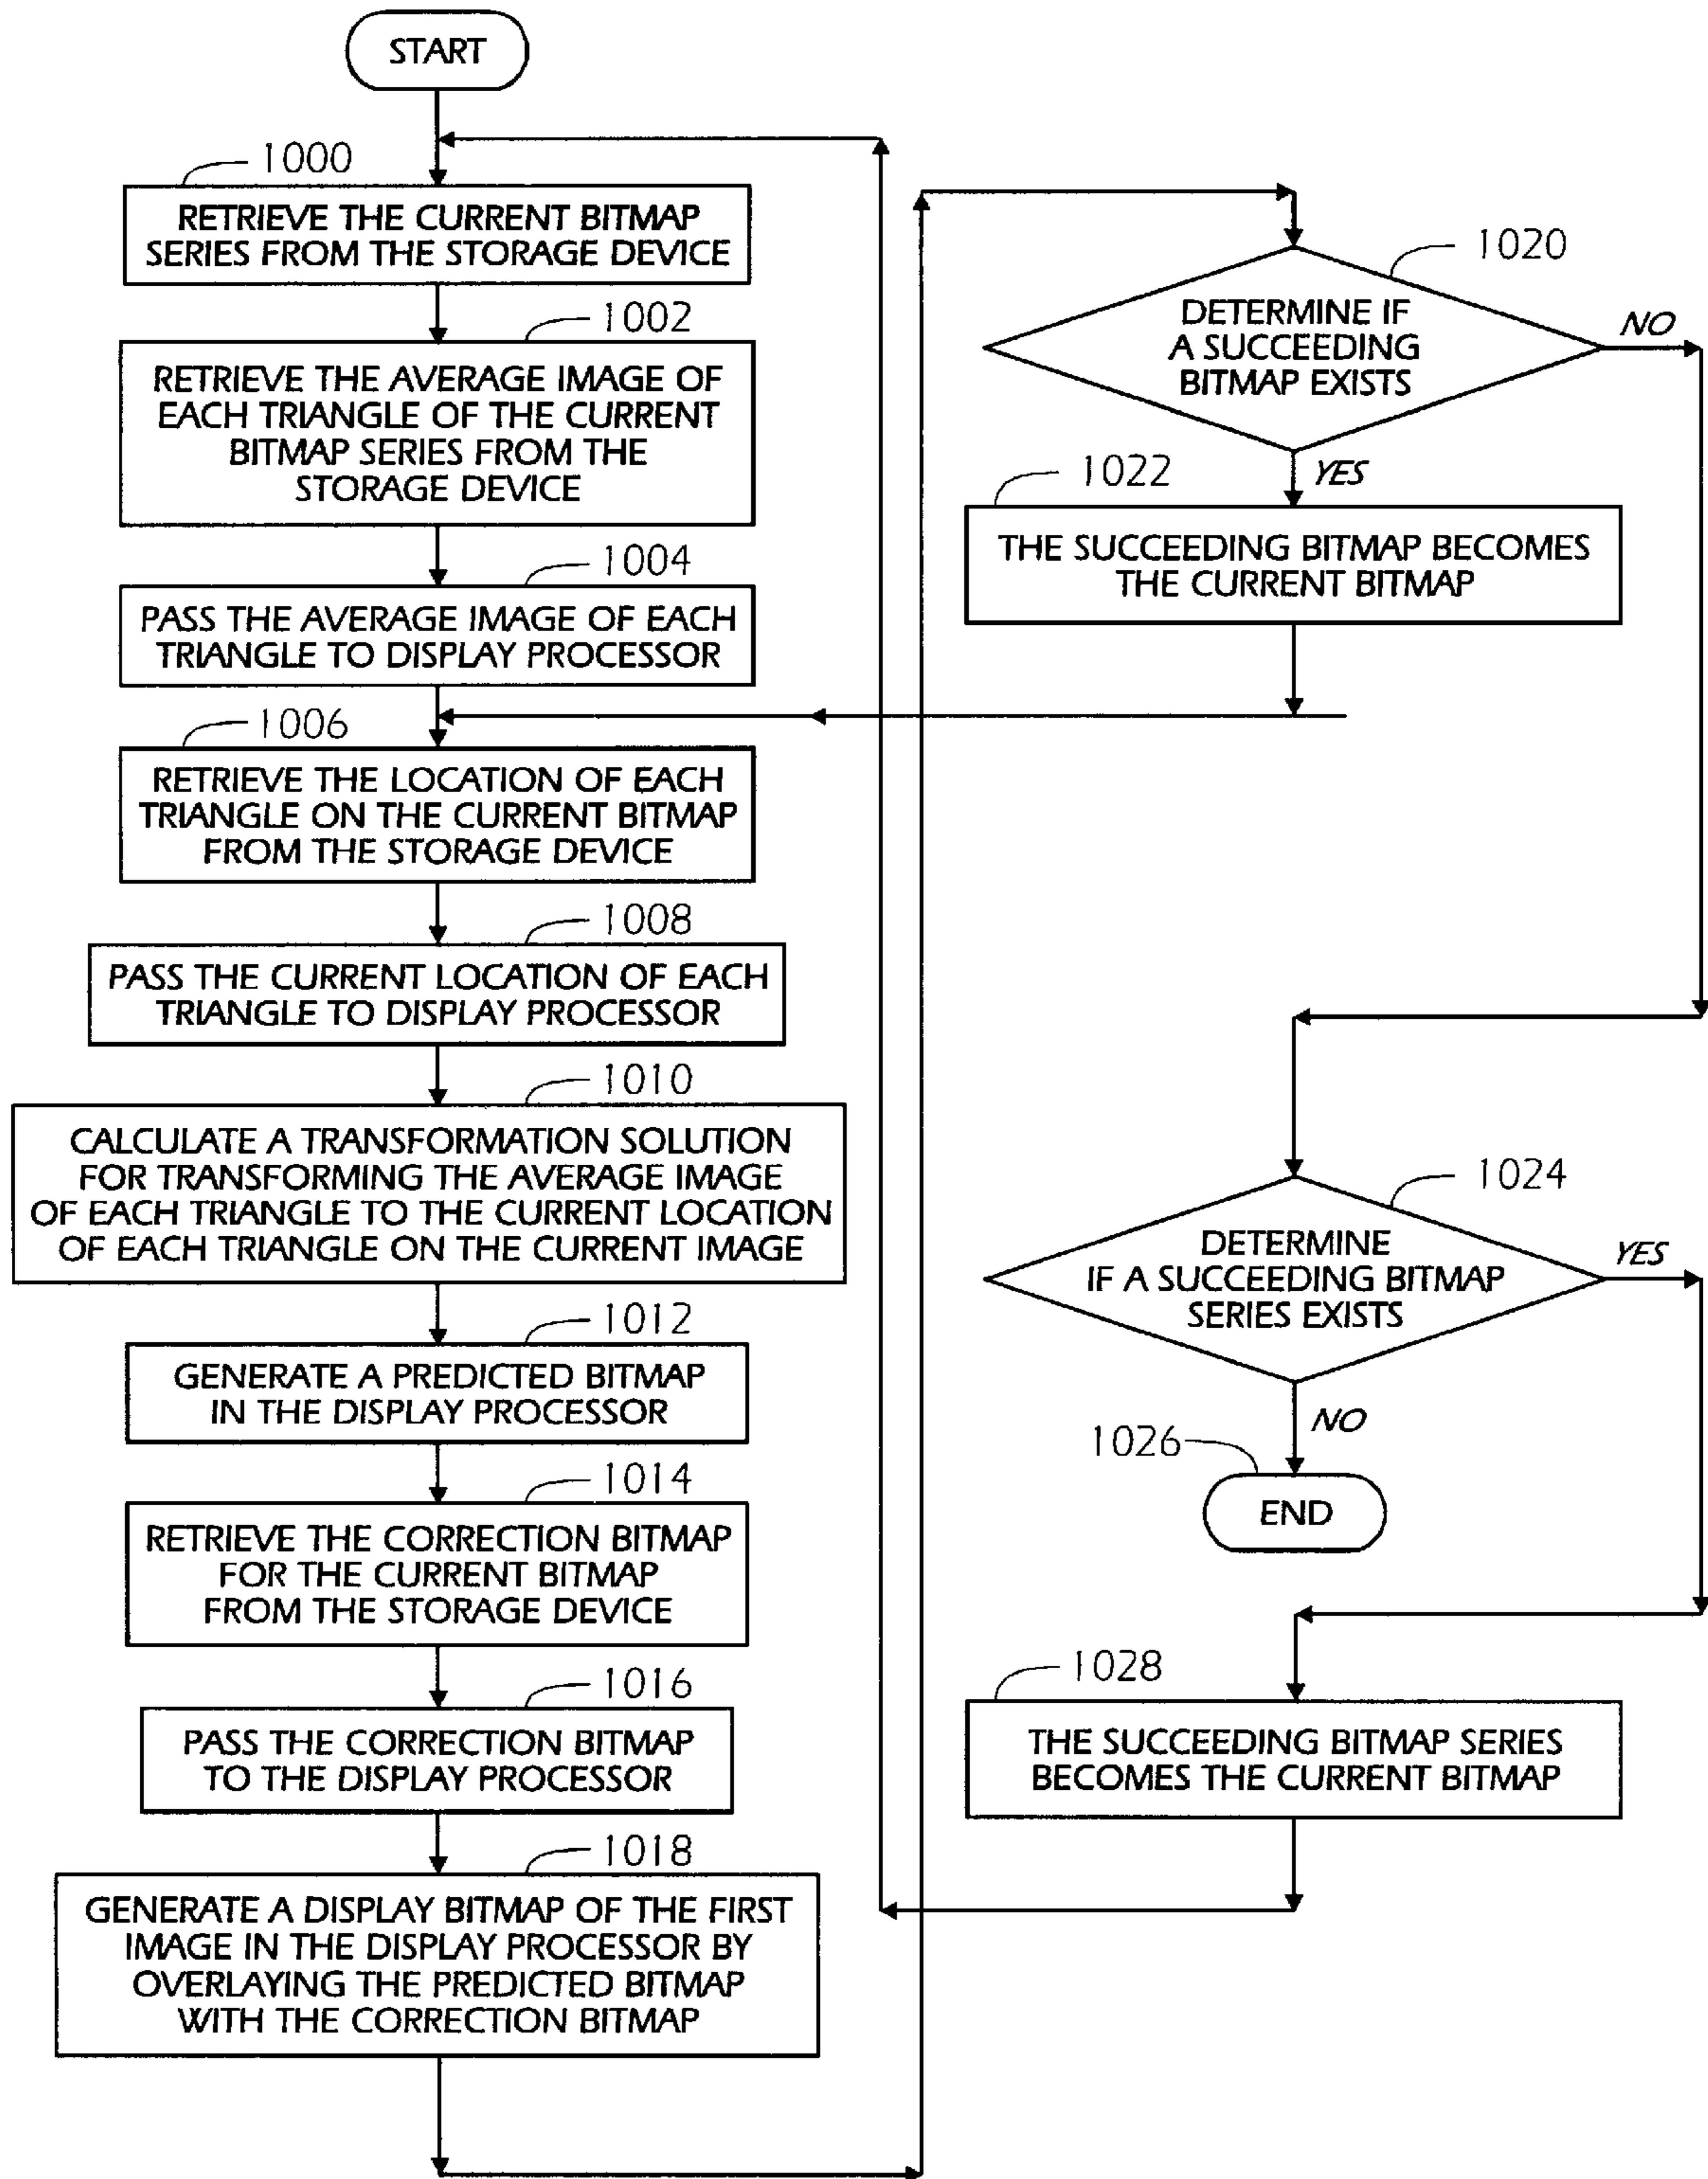 START
1000
RETRIEVE THE CURRENT BITMAP
SERIES FROM THE STORAGE DEVICE
1002
RETRIEVE THE AVERAGE IMAGE OF
EACH TRIANGLE OF THE CURRENT
BITMAP SERIES FROM THE
STORAGE DEVICE
1004
PASS THE AVERAGE IMAGE OF EACH
TRIANGLE TO DISPLAY PROCESSOR
1006
RETRIEVE THE LOCATION OF EACH
TRIANGLE ON THE CURRENT BITMAP
FROM THE STORAGE DEVICE
1008
PASS THE CURRENT LOCATION OF EACH
TRIANGLE TO DISPLAY PROCESSOR
1010
CALCULATE A TRANSFORMATION SOLUTION
FOR TRANSFORMING THE AVERAGE IMAGE
OF EACH TRIANGLE TO THE CURRENT LOCATION
OF EACH TRIANGLE ON THE CURRENT IMAGE
1012
GENERATE A PREDICTED BITMAP
IN THE DISPLAY PROCESSOR
1014
RETRIEVE THE CORRECTION BITMAP
FOR THE CURRENT BITMAP
FROM THE STORAGE DEVICE
1016
PASS THE CORRECTION BITMAP
TO THE DISPLAY PROCESSOR
1018
GENERATE A DISPLAY BITMAP OF THE FIRST
IMAGE IN THE DISPLAY PROCESSOR BY
OVERLAYING THE PREDICTED BITMAP
WITH THE CORRECTION BITMAP
1020
DETERMINE IF
A SUCCEEDING
BITMAP EXISTS
NO
YES
1022
THE SUCCEEDING BITMAP BECOMES
THE CURRENT BITMAP
1024
DETERMINE
IF A SUCCEEDING BITMAP
SERIES EXISTS
YES
NO
1026
END
1028
THE SUCCEEDING BITMAP SERIES
BECOMES THE CURRENT BITMAP